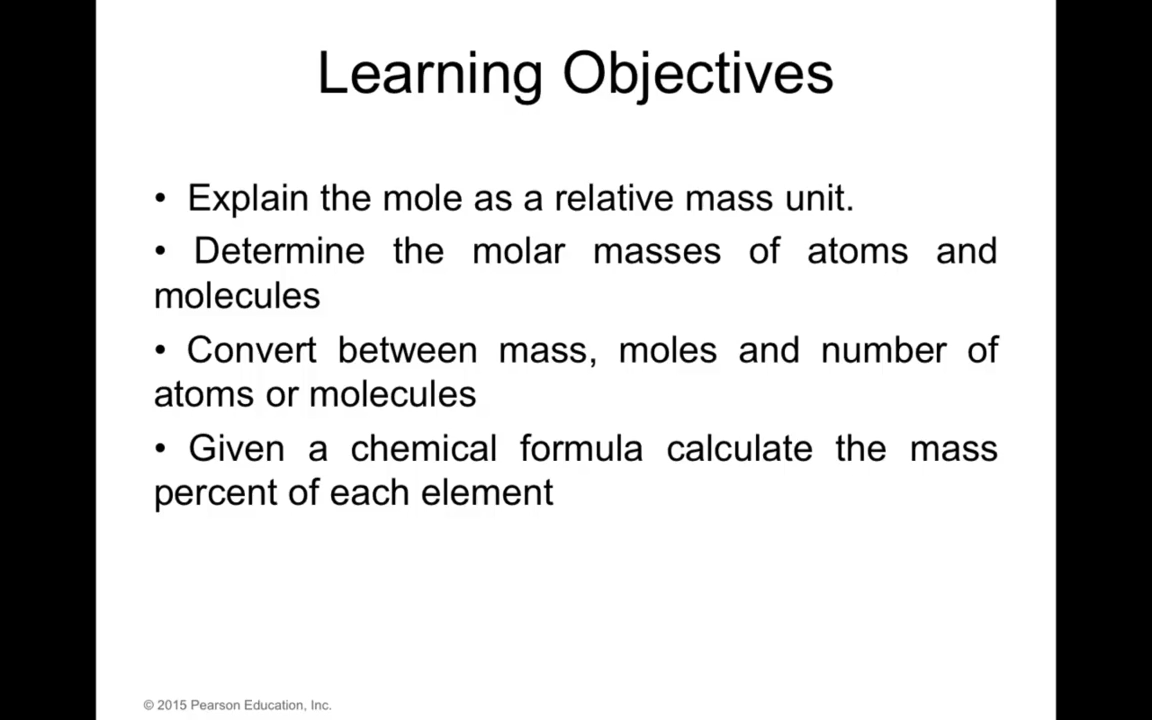 Learning Objectives
• Explain the mole as a relative mass unit.
• Determine the molar masses of atoms and
molecules
• Convert between mass, moles and number of
atoms or molecules
• Given a chemical formula calculate the mass
percent of each element
© 2015 Pearson Education, Inc.